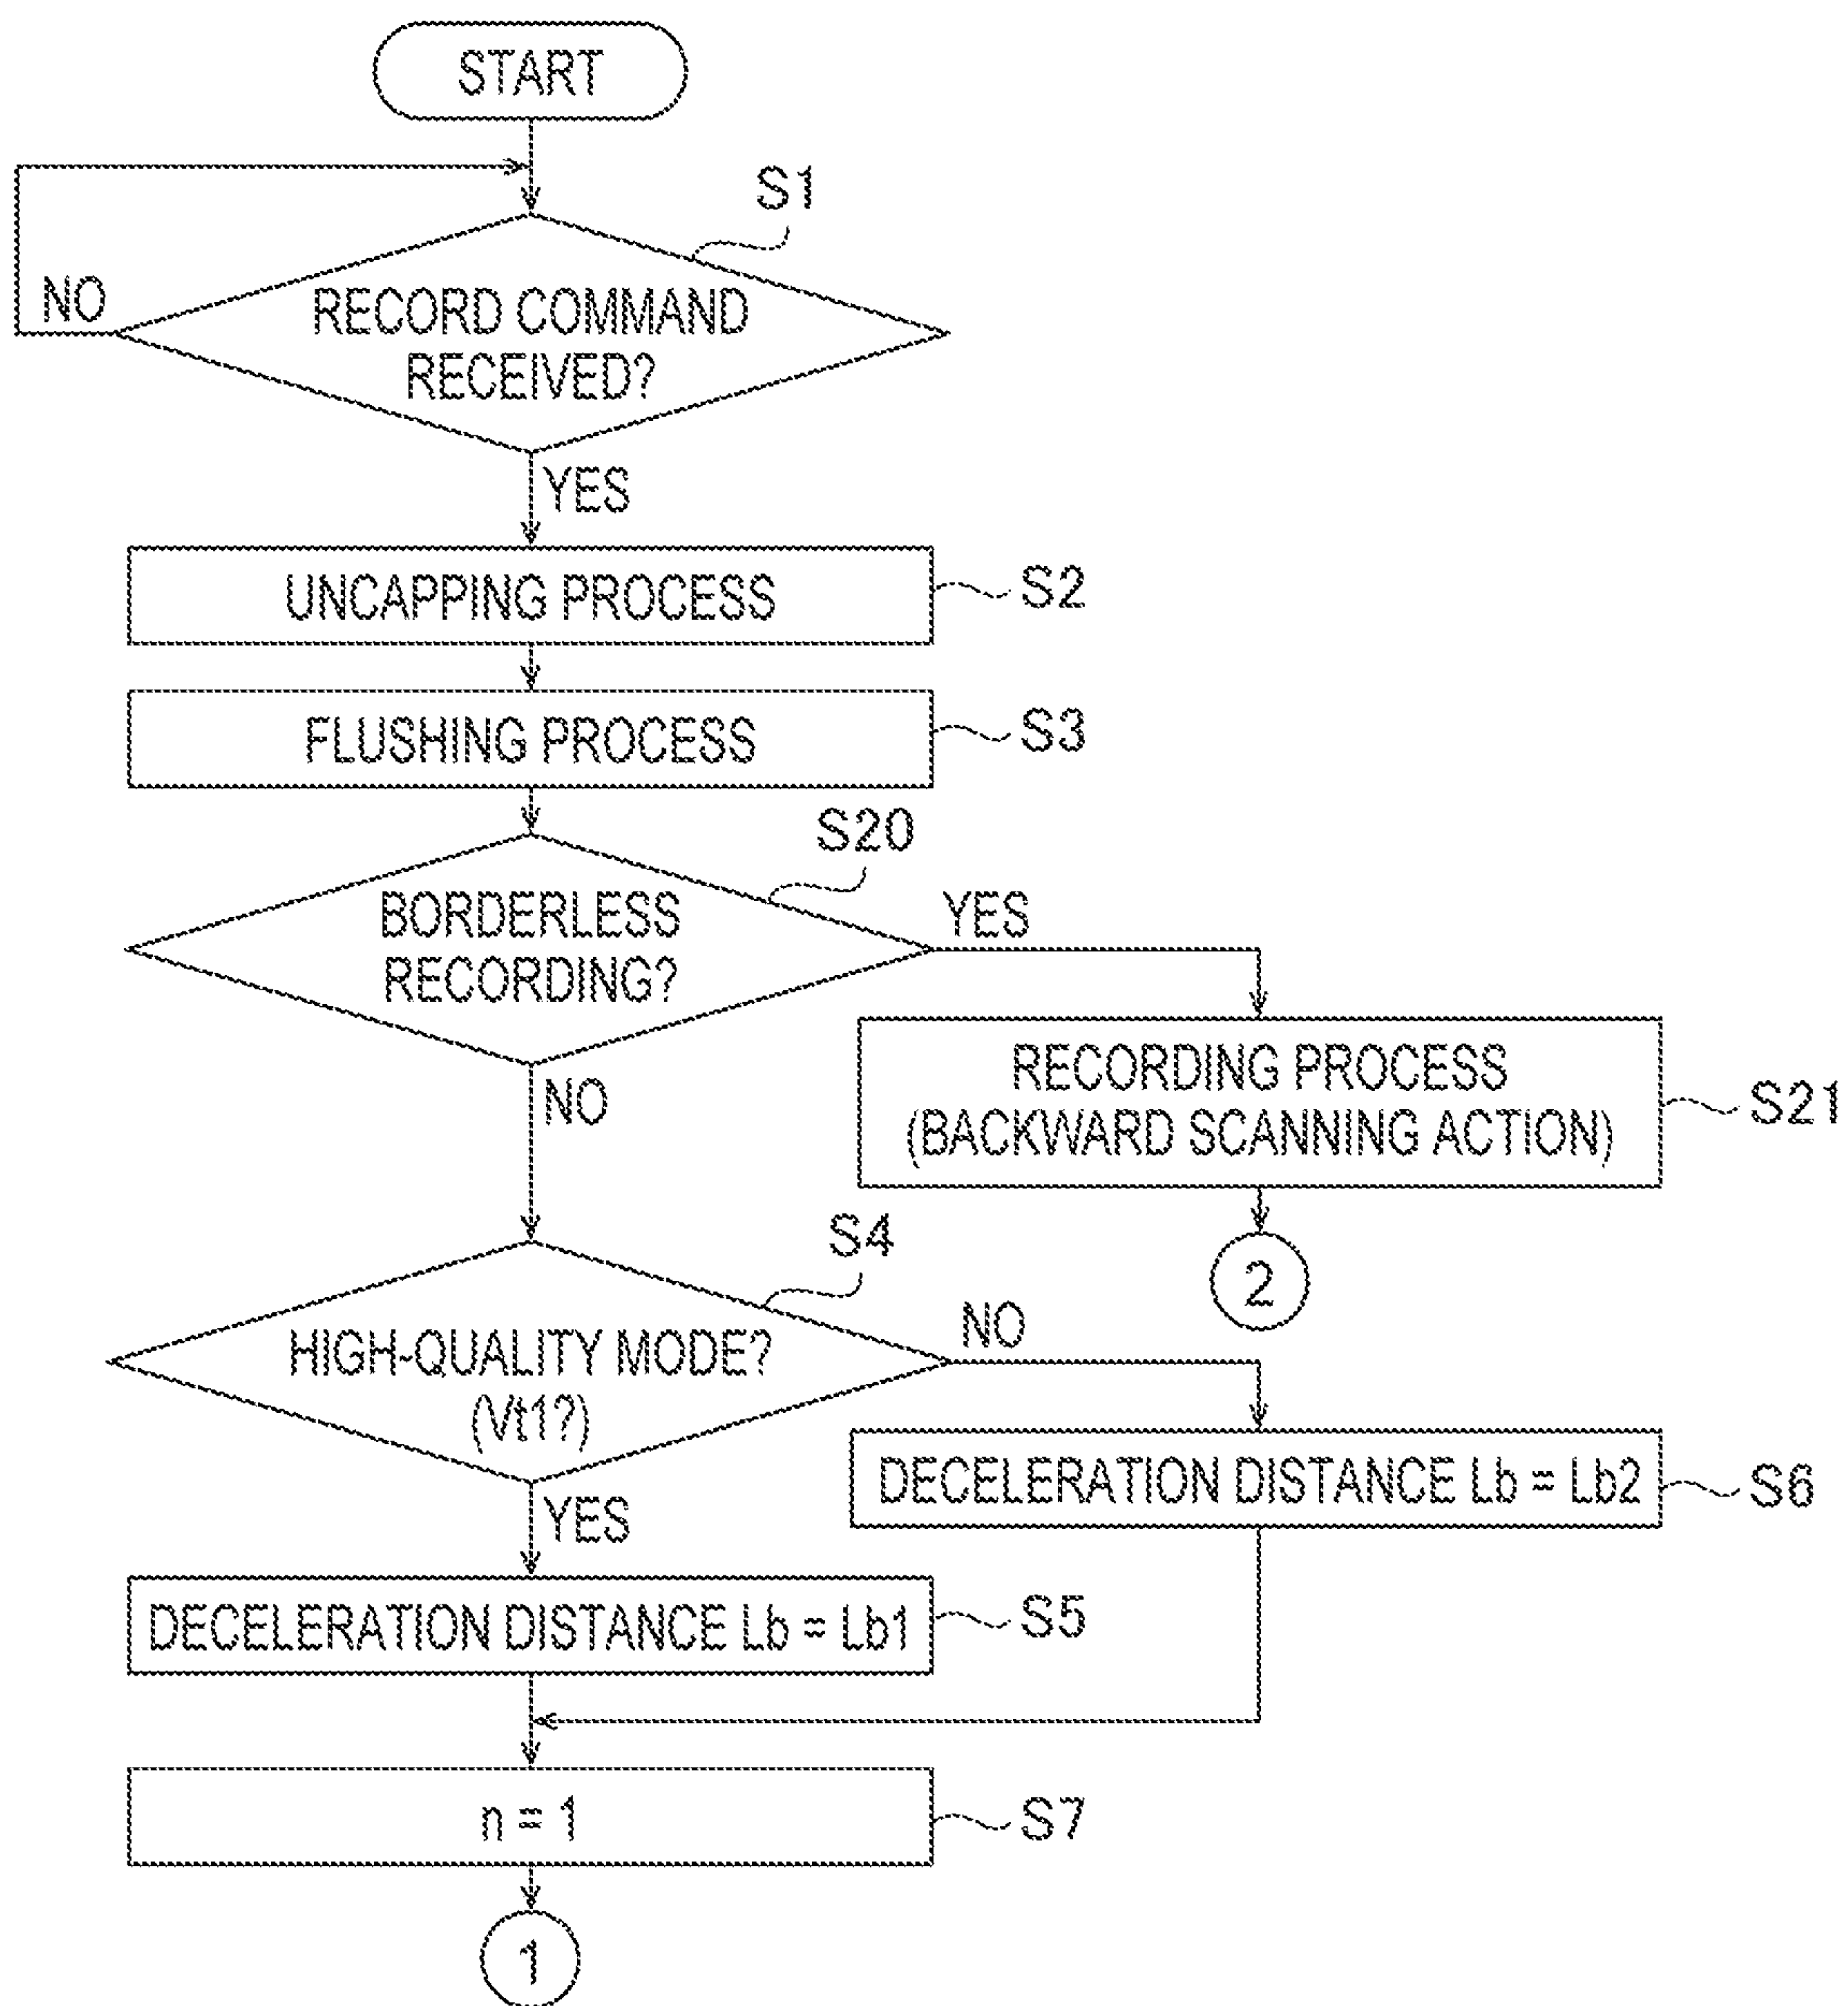 START
S1
NO
RECORD COMMAND
RECEIVED?
YES
UNCAPPING PROCESS
S2
FLUSHING PROCESS
S3
S20
BORDERLESS
RECORDING?
YES
NO
RECORDING PROCESS
(BACKWARD SCANNING ACTION)
S21
2
S4
HIGH-QUALITY MODE?
(Vt1?)
NO
YES
DECELERATION DISTANCE Lb = Lb2
S6
DECELERATION DISTANCE Lb = Lb1
S5
n = 1
S7
1